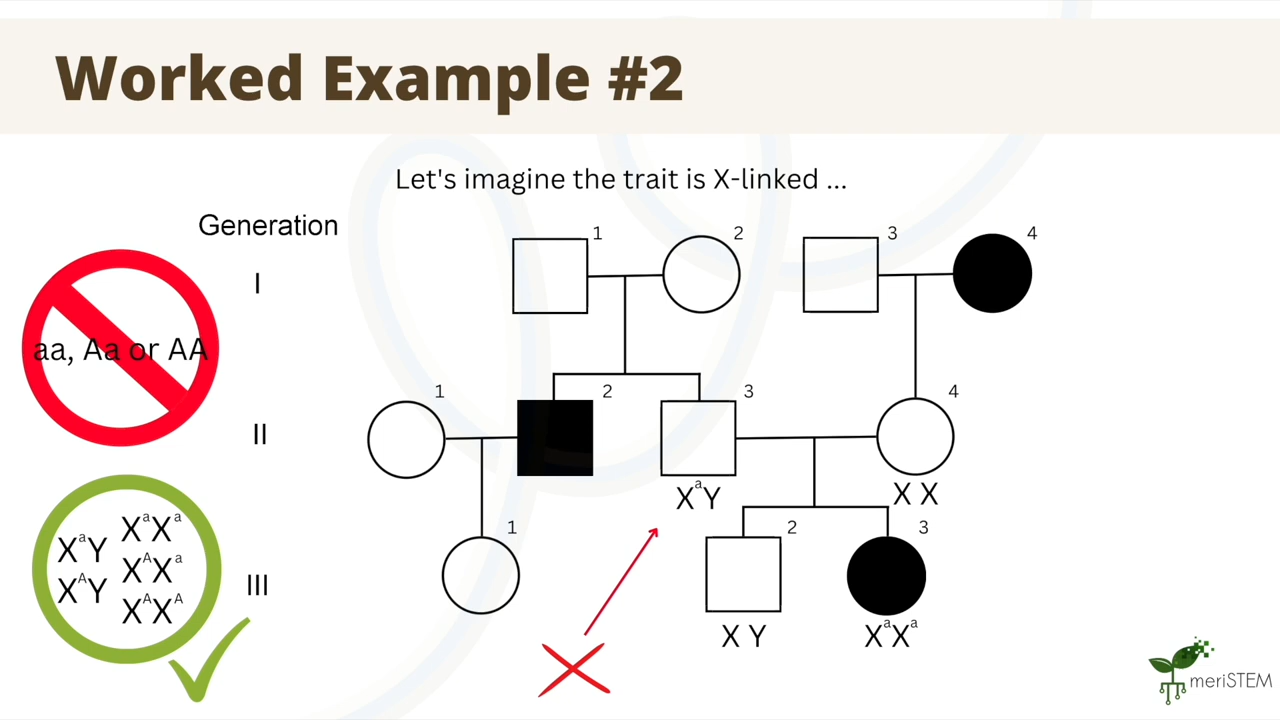 Worked Example #2
Let's imagine the trait is X-linked ...
Generation
1
2
3
4
I
aa, Aa or AA
1
2
3
4
II
XᵃY
X X
XᵃY
XᴬY
XᵃXᵃ
XᴬXᵃ
XᴬXᴬ
1
2
3
III
X Y
XᵃXᵃ
meriSTEM